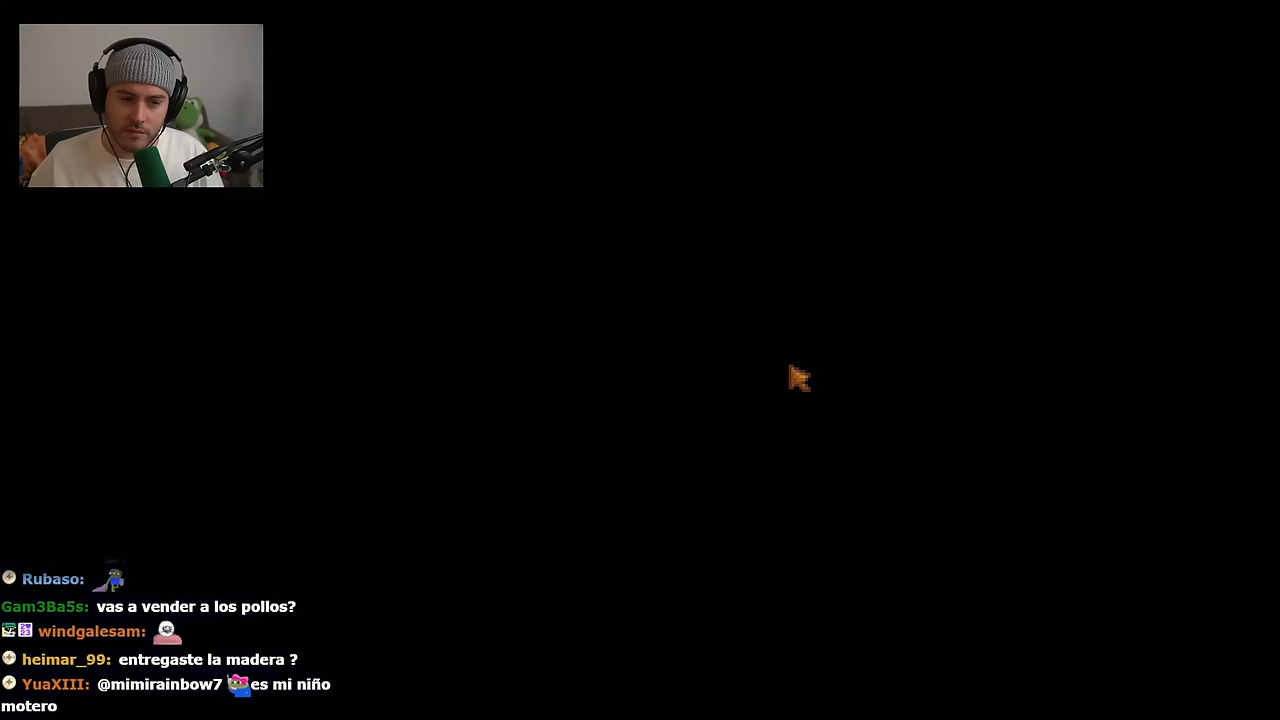 Rubaso:
Gam3Ba5s: vas a vender a los pollos?
windgalesam:
heimar_99: entregaste la madera ?
YuaXIII: @mimirainbow7 es mi niño
motero